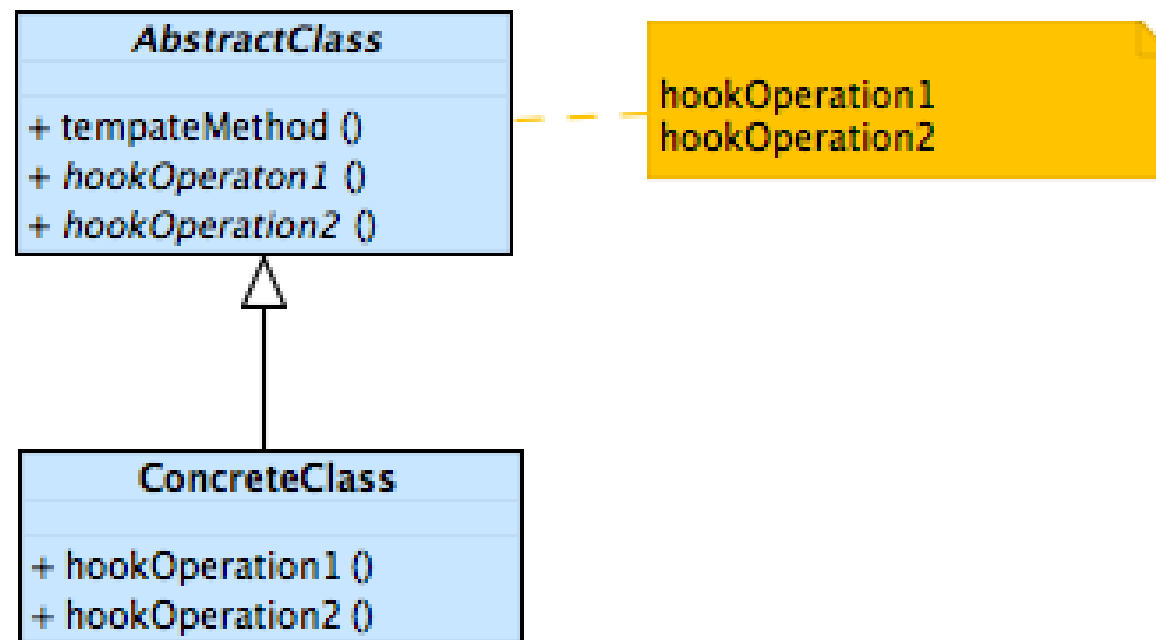 AbstractClass
+ tempateMethod ()
+ hookOperaton1 ()
+ hookOperation2 ()
hookOperation1
hookOperation2
ConcreteClass
+ hookOperation1 ()
+ hookOperation2 ()